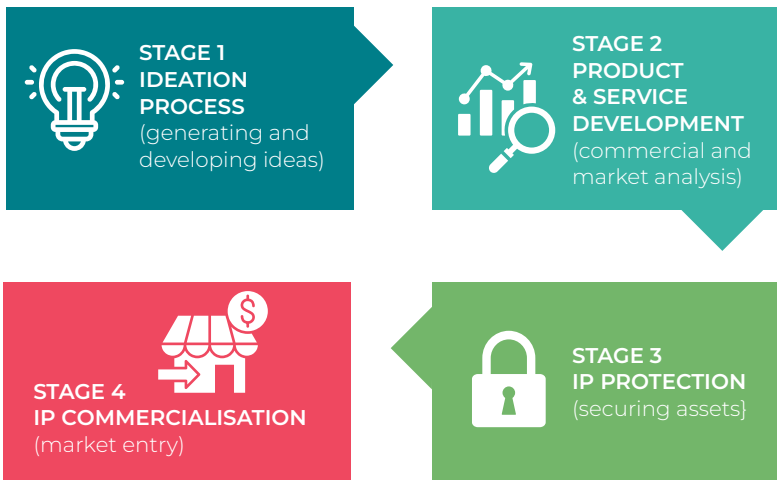 STAGE 1
IDEATION
PROCESS
(generating and
developing ideas)
STAGE 2
PRODUCT
& SERVICE
DEVELOPMENT
(commercial and
market analysis)
STAGE 3
IP PROTECTION
(securing assets}
$
STAGE 4
IP COMMERCIALISATION
(market entry)